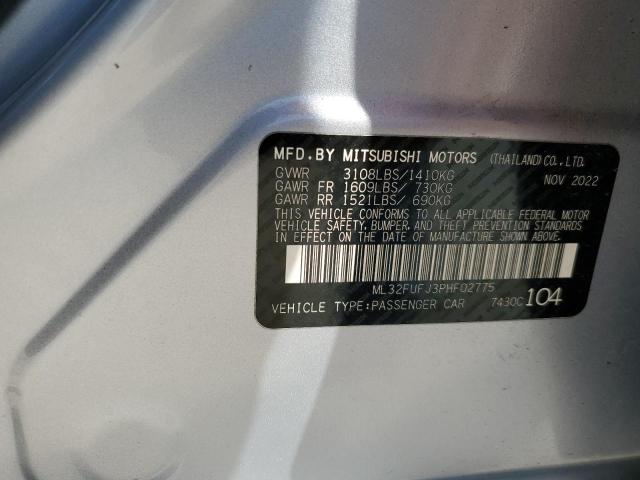 MFD. BY MITSUBISHI MOTORS (THAILAND) CO., LTD.
GVWR 3108LBS/1410KG NOV 2022
GAWR FR 1609LBS/ 730KG
GAWR RR 1521LBS/ 690KG
THIS VEHICLE CONFORMS TO ALL APPLICABLE FEDERAL MOTOR
VEHICLE SAFETY, BUMPER, AND THEFT PREVENTION STANDARDS
IN EFFECT ON THE DATE OF MANUFACTURE SHOWN ABOVE.
ML32FUFJ3PHF02775
VEHICLE TYPE:PASSENGER CAR 7430C 104